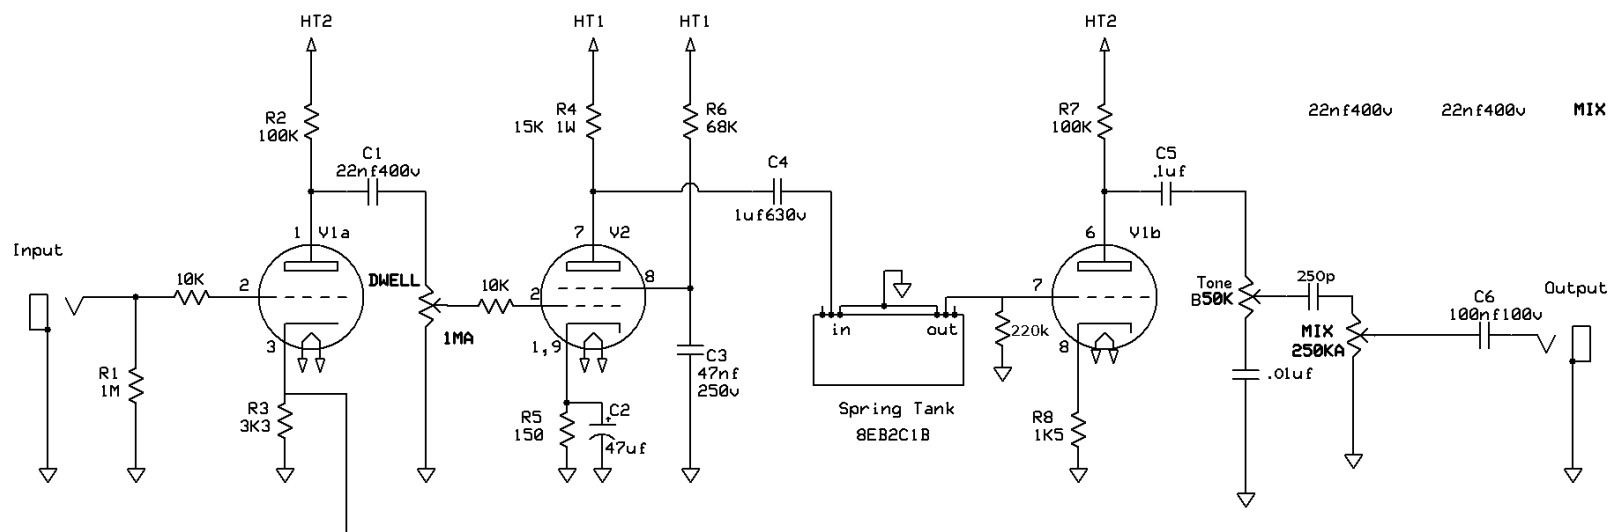 HT2
HT1
HT1
HT2
R2
100K
R4
15K 1W
R6
68K
R7
100K
22nf400v
22nf400v
MIX
C1
22nf400v
C4
1uf630v
C5
.1uf
Input
1
V1a
7
V2
6
V1b
10K
2
DWELL
1MA
10K
2
8
in
out
7
220k
Tone
B50K
250p
MIX
250KA
C6
100nf100v
Output
3
1,9
8
C3
47nf
250v
R1
1M
R3
3K3
R5
150
C2
+
47uf
Spring Tank
8EB2C1B
R8
1K5
.01uf